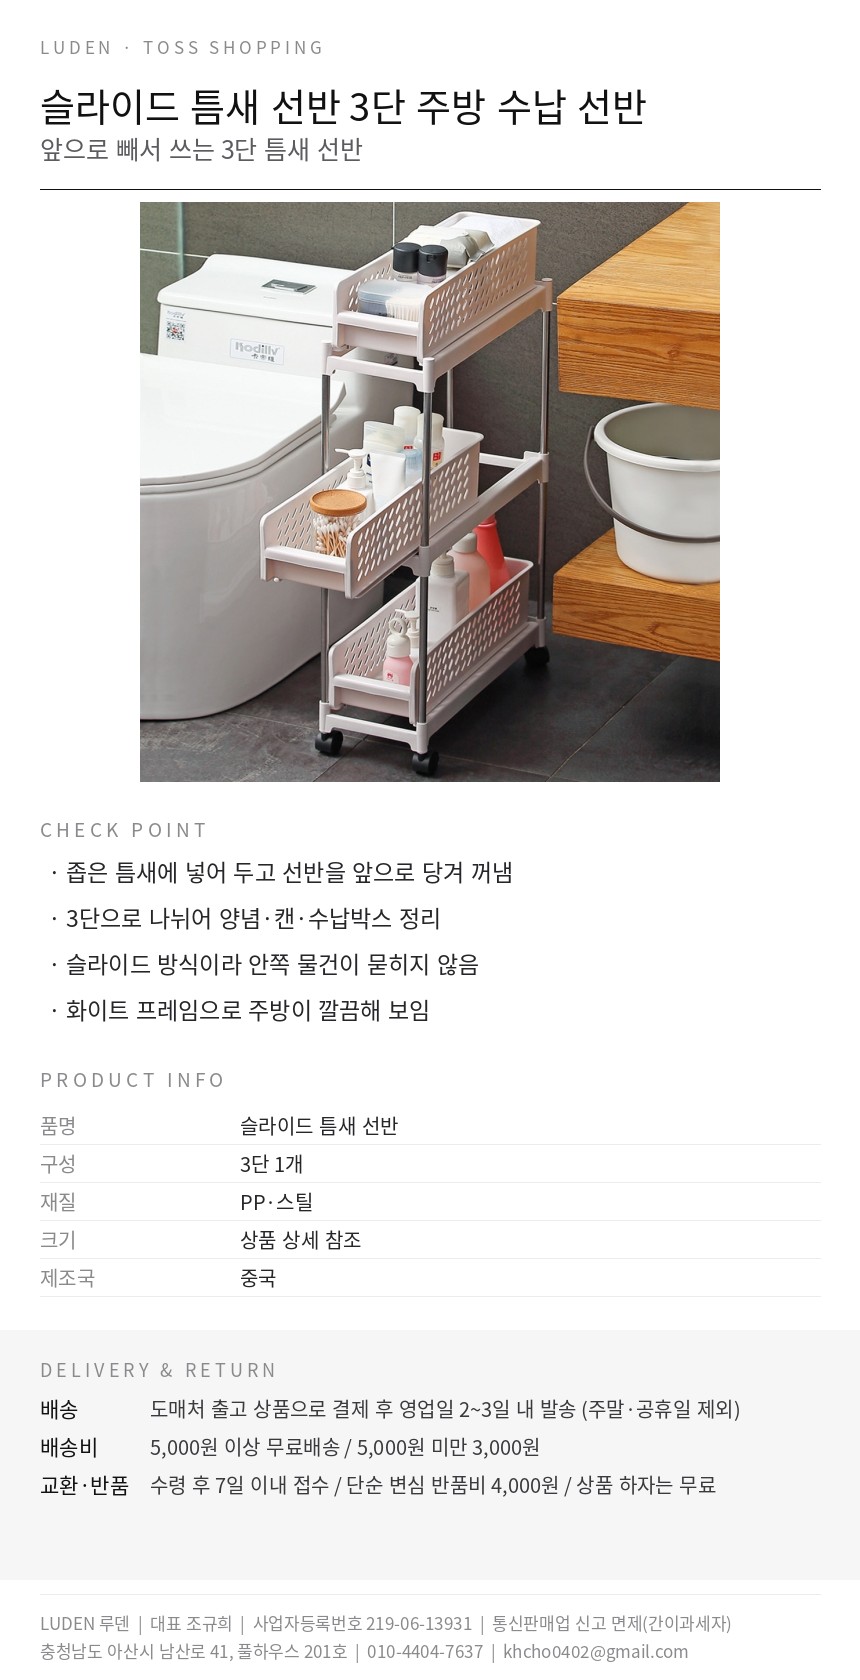 LUDEN · TOSS SHOPPING
슬라이드 틈새 선반 3단 주방 수납 선반
앞으로 빼서 쓰는 3단 틈새 선반
hodilly
CHECK POINT
· 좁은 틈새에 넣어 두고 선반을 앞으로 당겨 꺼냄
· 3단으로 나뉘어 양념·캔·수납박스 정리
· 슬라이드 방식이라 안쪽 물건이 묻히지 않음
· 화이트 프레임으로 주방이 깔끔해 보임
PRODUCT INFO
품명 슬라이드 틈새 선반
구성 3단 1개
재질 PP·스틸
크기 상품 상세 참조
제조국 중국
DELIVERY & RETURN
배송 도매처 출고 상품으로 결제 후 영업일 2~3일 내 발송 (주말·공휴일 제외)
배송비 5,000원 이상 무료배송 / 5,000원 미만 3,000원
교환·반품 수령 후 7일 이내 접수 / 단순 변심 반품비 4,000원 / 상품 하자는 무료
LUDEN 루덴 | 대표 조규희 | 사업자등록번호 219-06-13931 | 통신판매업 신고 면제(간이과세자)
충청남도 아산시 남산로 41, 풀하우스 201호 | 010-4404-7637 | khcho0402@gmail.com